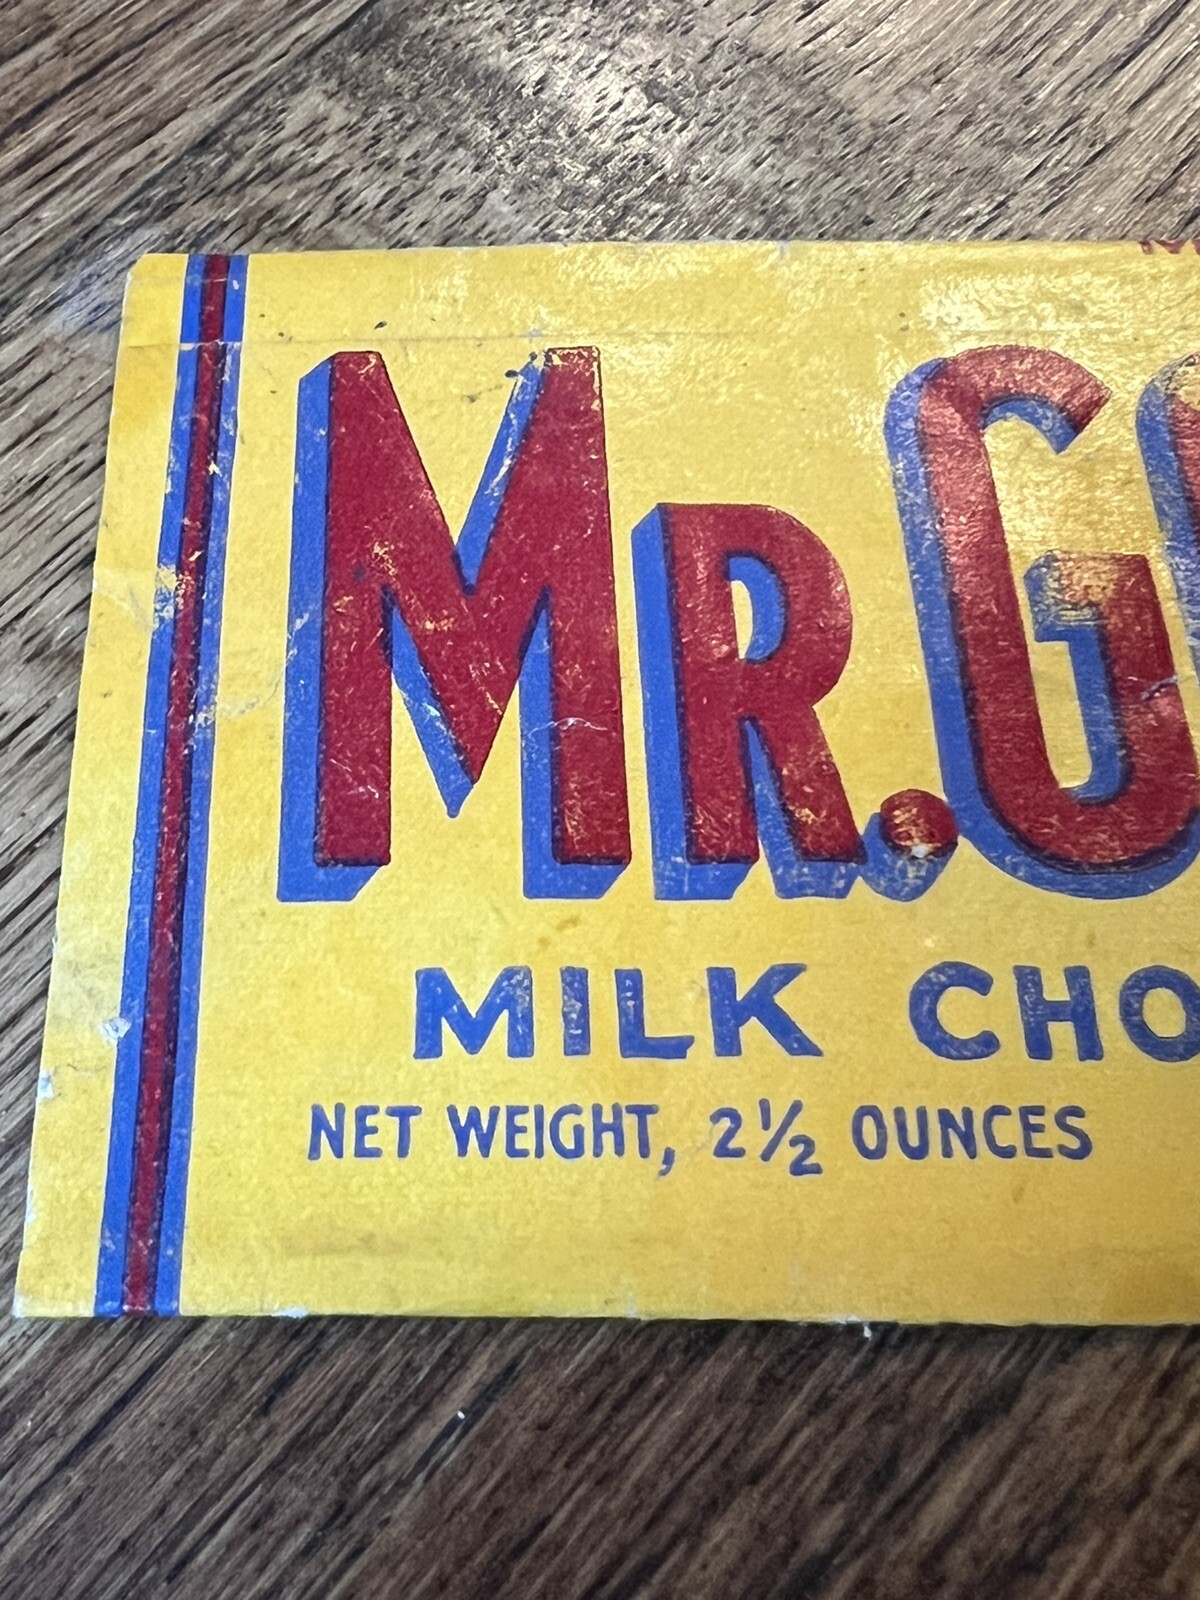 MR. G
MILK CHO
NET WEIGHT, 2½ OUNCES